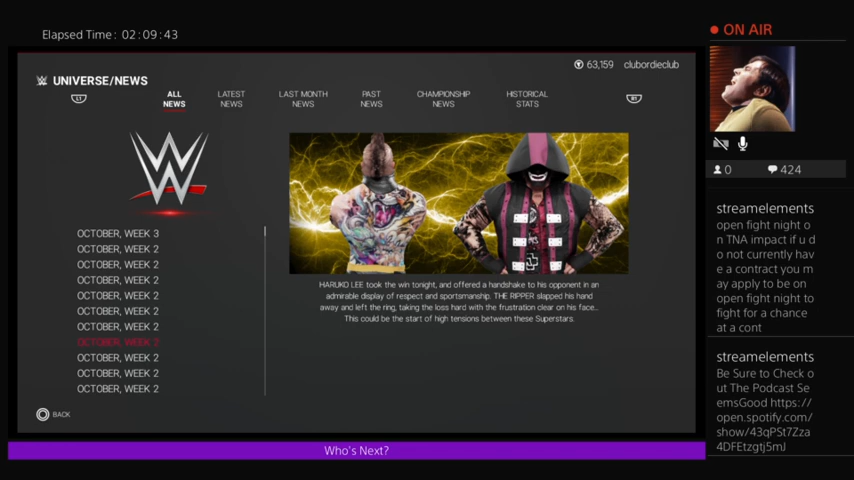 Elapsed Time : 02:09:43
ON AIR
63,159 clubordieclub
UNIVERSE/NEWS
L1
ALL
NEWS
LATEST
NEWS
LAST MONTH
NEWS
PAST
NEWS
CHAMPIONSHIP
NEWS
HISTORICAL
STATS
R1
OCTOBER, WEEK 3
OCTOBER, WEEK 2
OCTOBER, WEEK 2
OCTOBER, WEEK 2
OCTOBER, WEEK 2
OCTOBER, WEEK 2
OCTOBER, WEEK 2
OCTOBER, WEEK 2
OCTOBER, WEEK 2
OCTOBER, WEEK 2
OCTOBER, WEEK 2
HARUKO LEE took the win tonight, and offered a handshake to his opponent in an
admirable display of respect and sportsmanship. THE RIPPER slapped his hand
away and left the ring, taking the loss hard with the frustration clear on his face...
This could be the start of high tensions between these Superstars.
BACK
Who's Next?
0
424
streamelements
open fight night o
n TNA impact if u d
o not currently hav
e a contract you m
ay apply to be on
open fight night to
fight for a chance
at a cont
streamelements
Be Sure to Check o
ut The Podcast Se
emsGood https://
open.spotify.com/
show/43qPSt7Zza
4DFEtzgtj5mJ